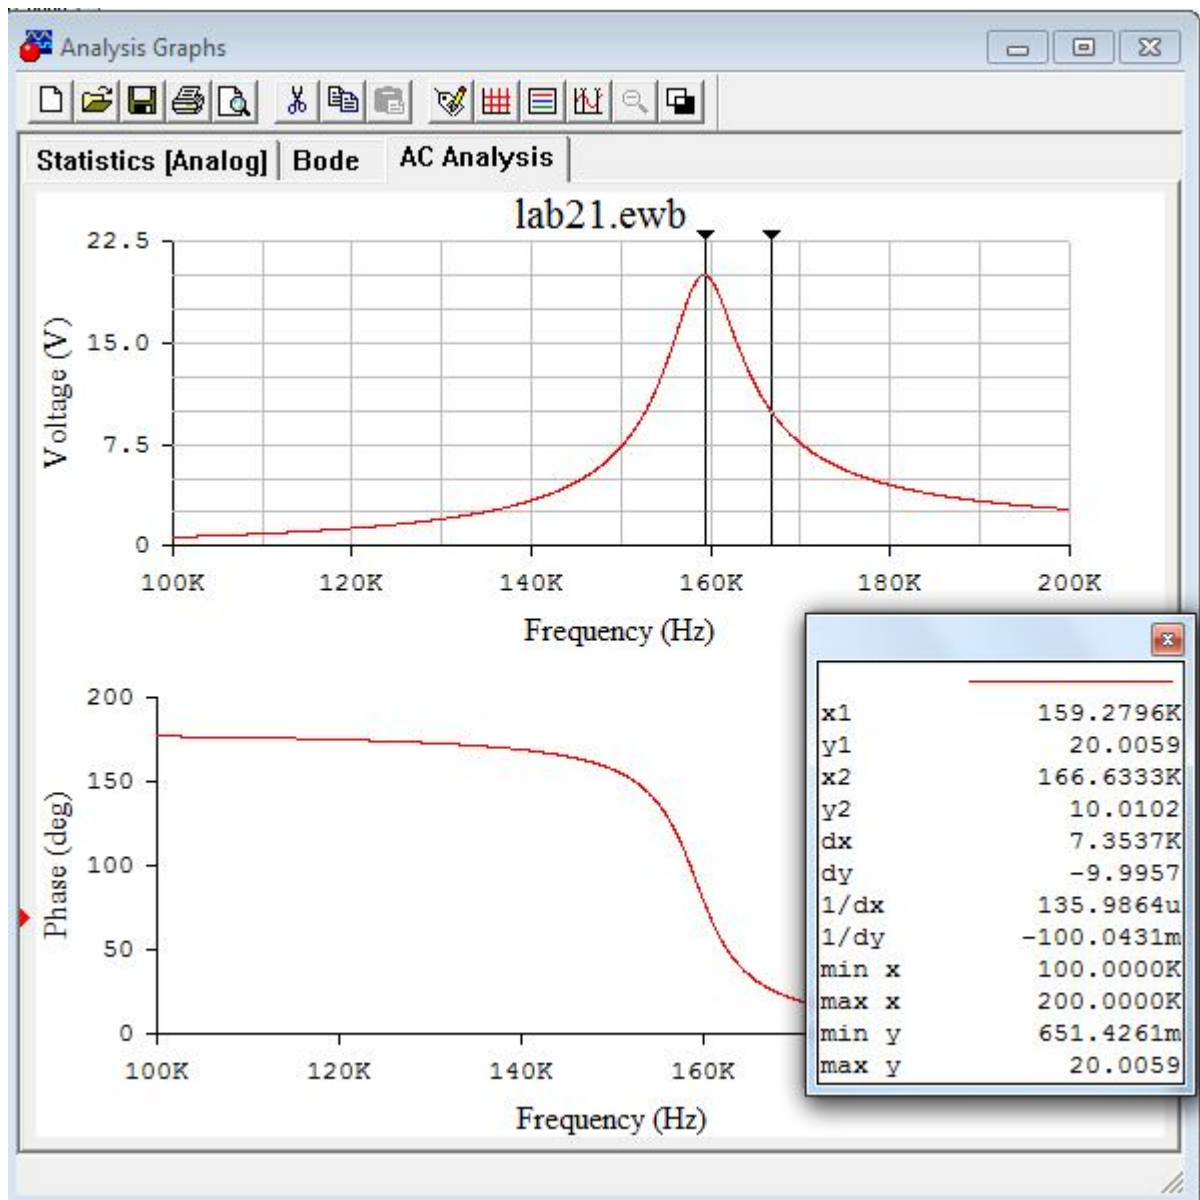 Analysis Graphs
Statistics [Analog] Bode AC Analysis
lab21.ewb
22.5
15.0
7.5
0
Voltage (V)
100K 120K 140K 160K 180K 200K
Frequency (Hz)
200
150
100
50
0
Phase (deg)
100K 120K 140K 160K
Frequency (Hz)
x1 159.2796K
y1 20.0059
x2 166.6333K
y2 10.0102
dx 7.3537K
dy -9.9957
1/dx 135.9864u
1/dy -100.0431m
min x 100.0000K
max x 200.0000K
min y 651.4261m
max y 20.0059